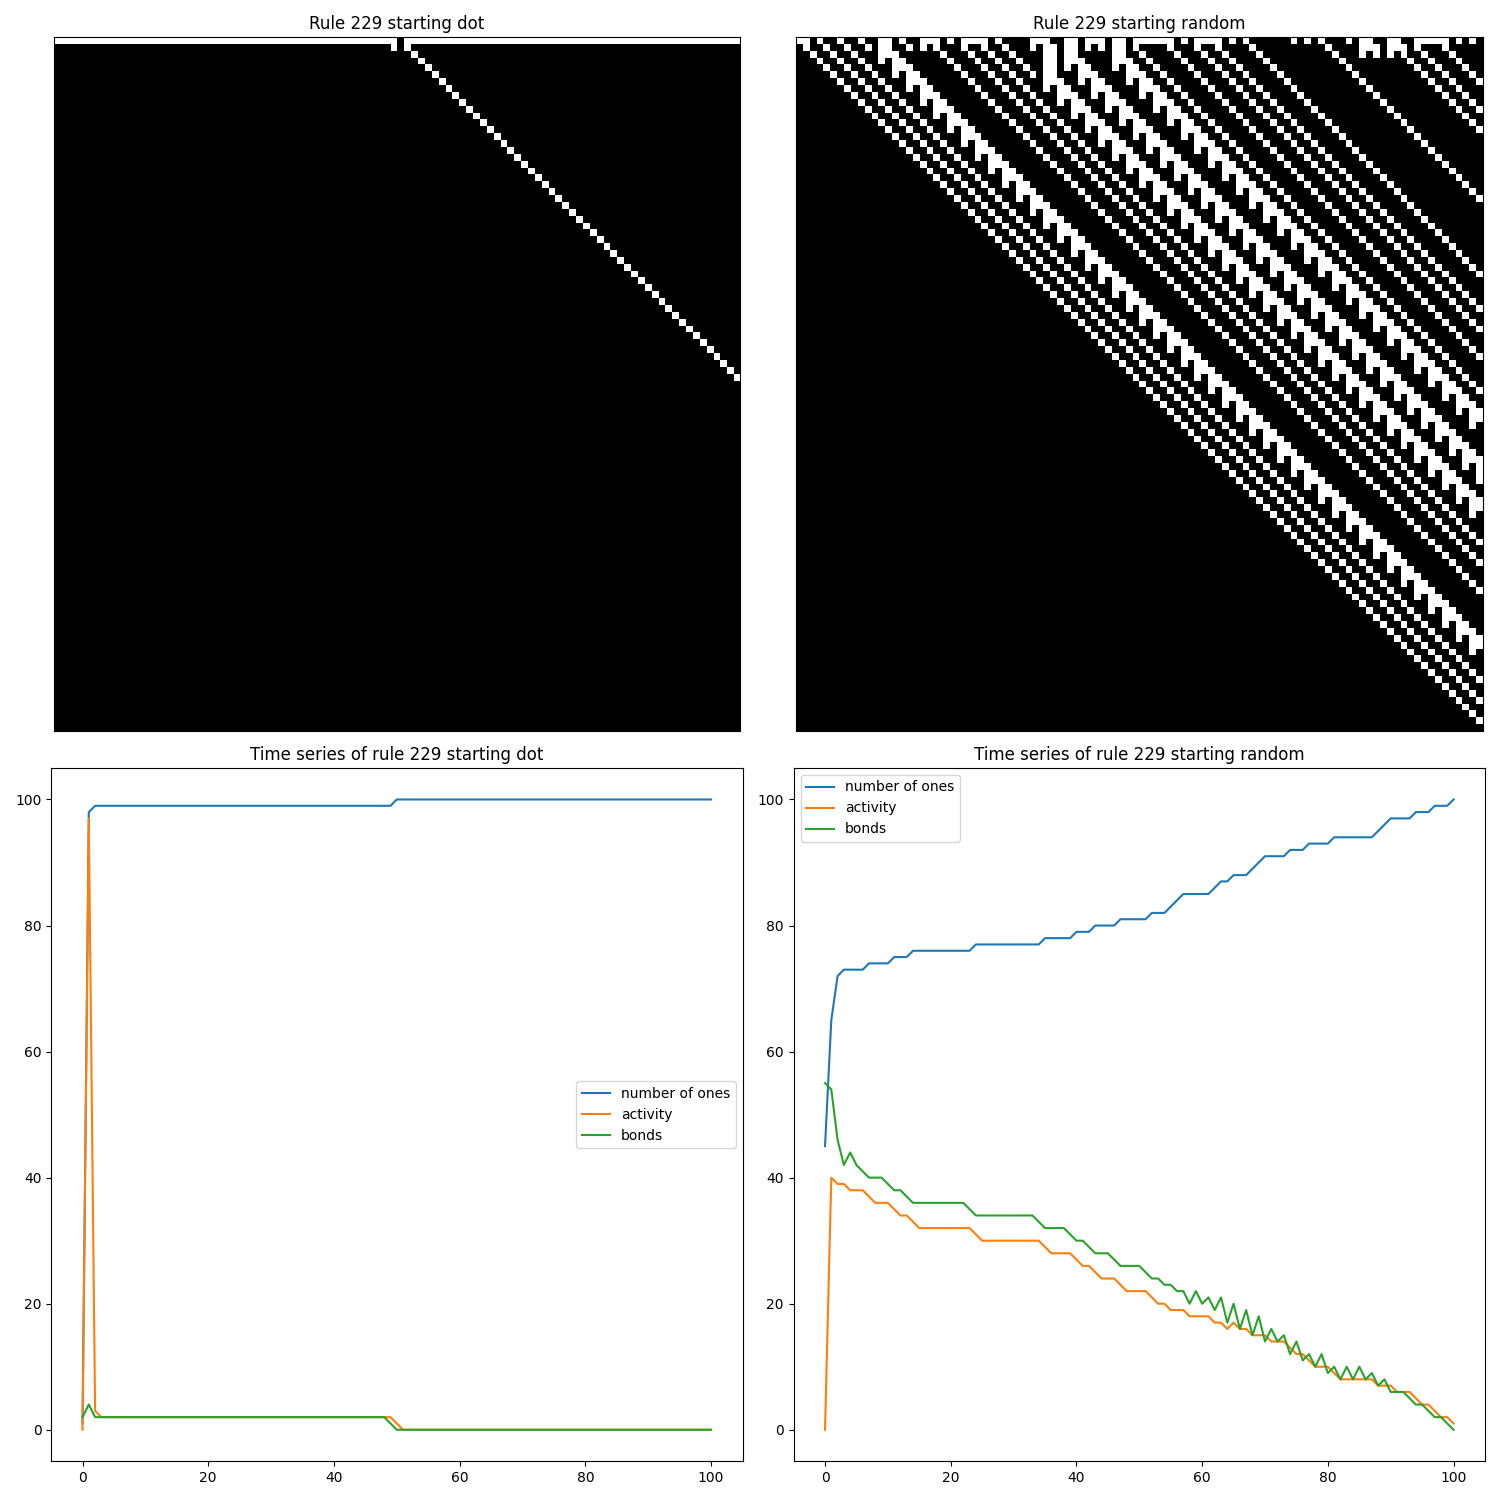 Rule 229 starting dot
Rule 229 starting random
Time series of rule 229 starting dot
100
80
60
40
20
0
0
20
40
60
80
100
number of ones
activity
bonds
Time series of rule 229 starting random
number of ones
activity
bonds
100
80
60
40
20
0
0
20
40
60
80
100